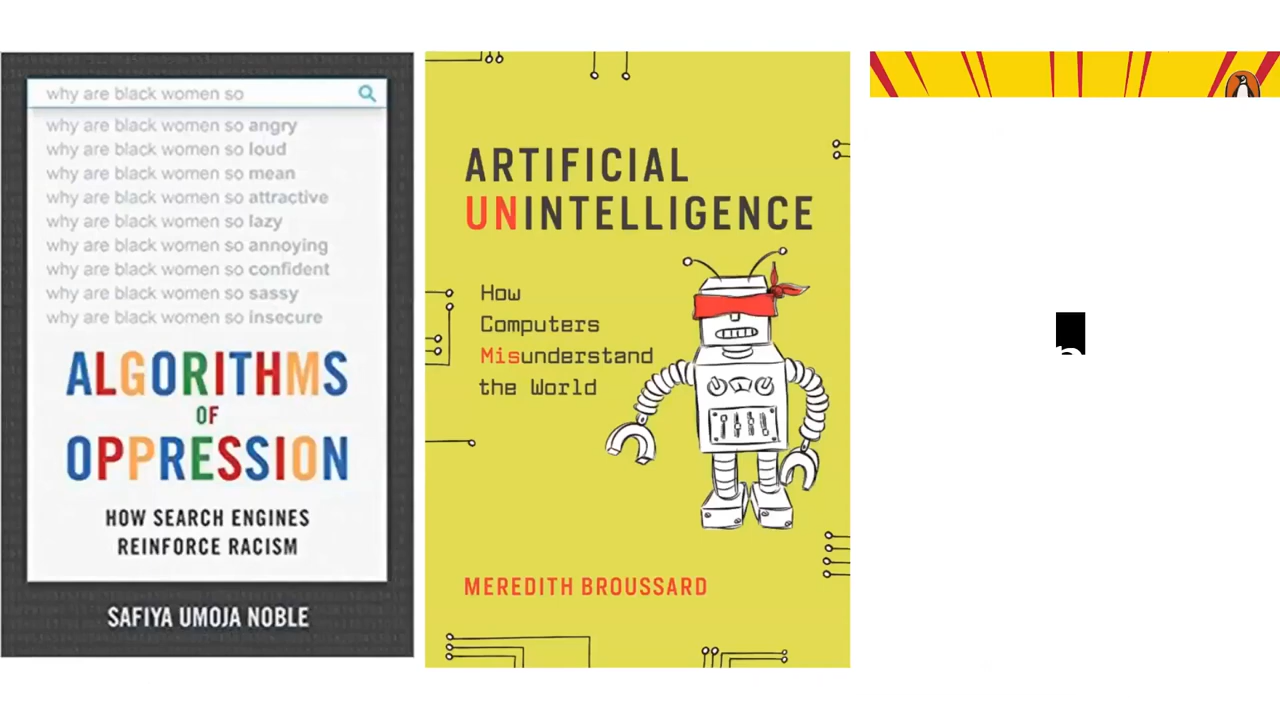 why are black women so
why are black women so angry
why are black women so loud
why are black women so mean
why are black women so attractive
why are black women so lazy
why are black women so annoying
why are black women so confident
why are black women so sassy
why are black women so insecure
ALGORITHMS
OF
OPPRESSION
HOW SEARCH ENGINES
REINFORCE RACISM
SAFIYA UMOJA NOBLE
ARTIFICIAL
UNINTELLIGENCE
How
Computers
Misunderstand
the World
MEREDITH BROUSSARD